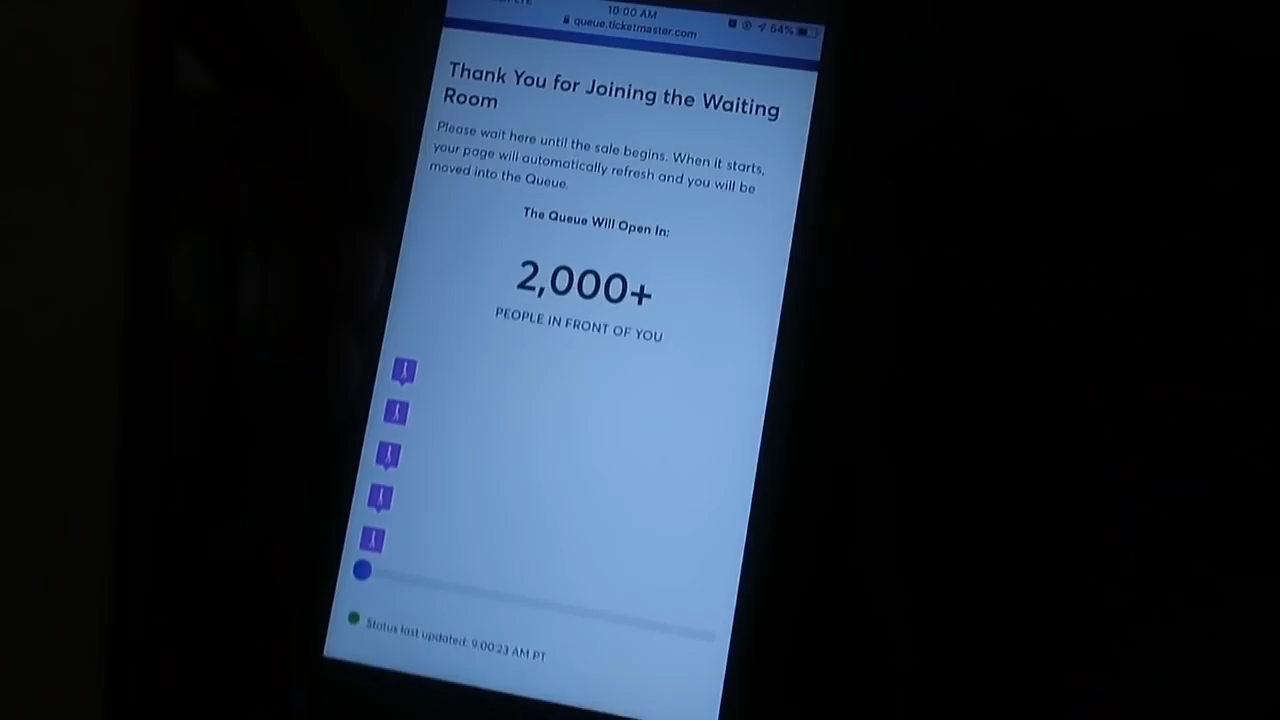 10:00 AM
54%
queue.ticketmaster.com
Thank You for Joining the Waiting
Room
Please wait here until the sale begins. When it starts,
your page will automatically refresh and you will be
moved into the Queue.
The Queue Will Open In:
2,000+
PEOPLE IN FRONT OF YOU
Status last updated: 9:00:23 AM PT